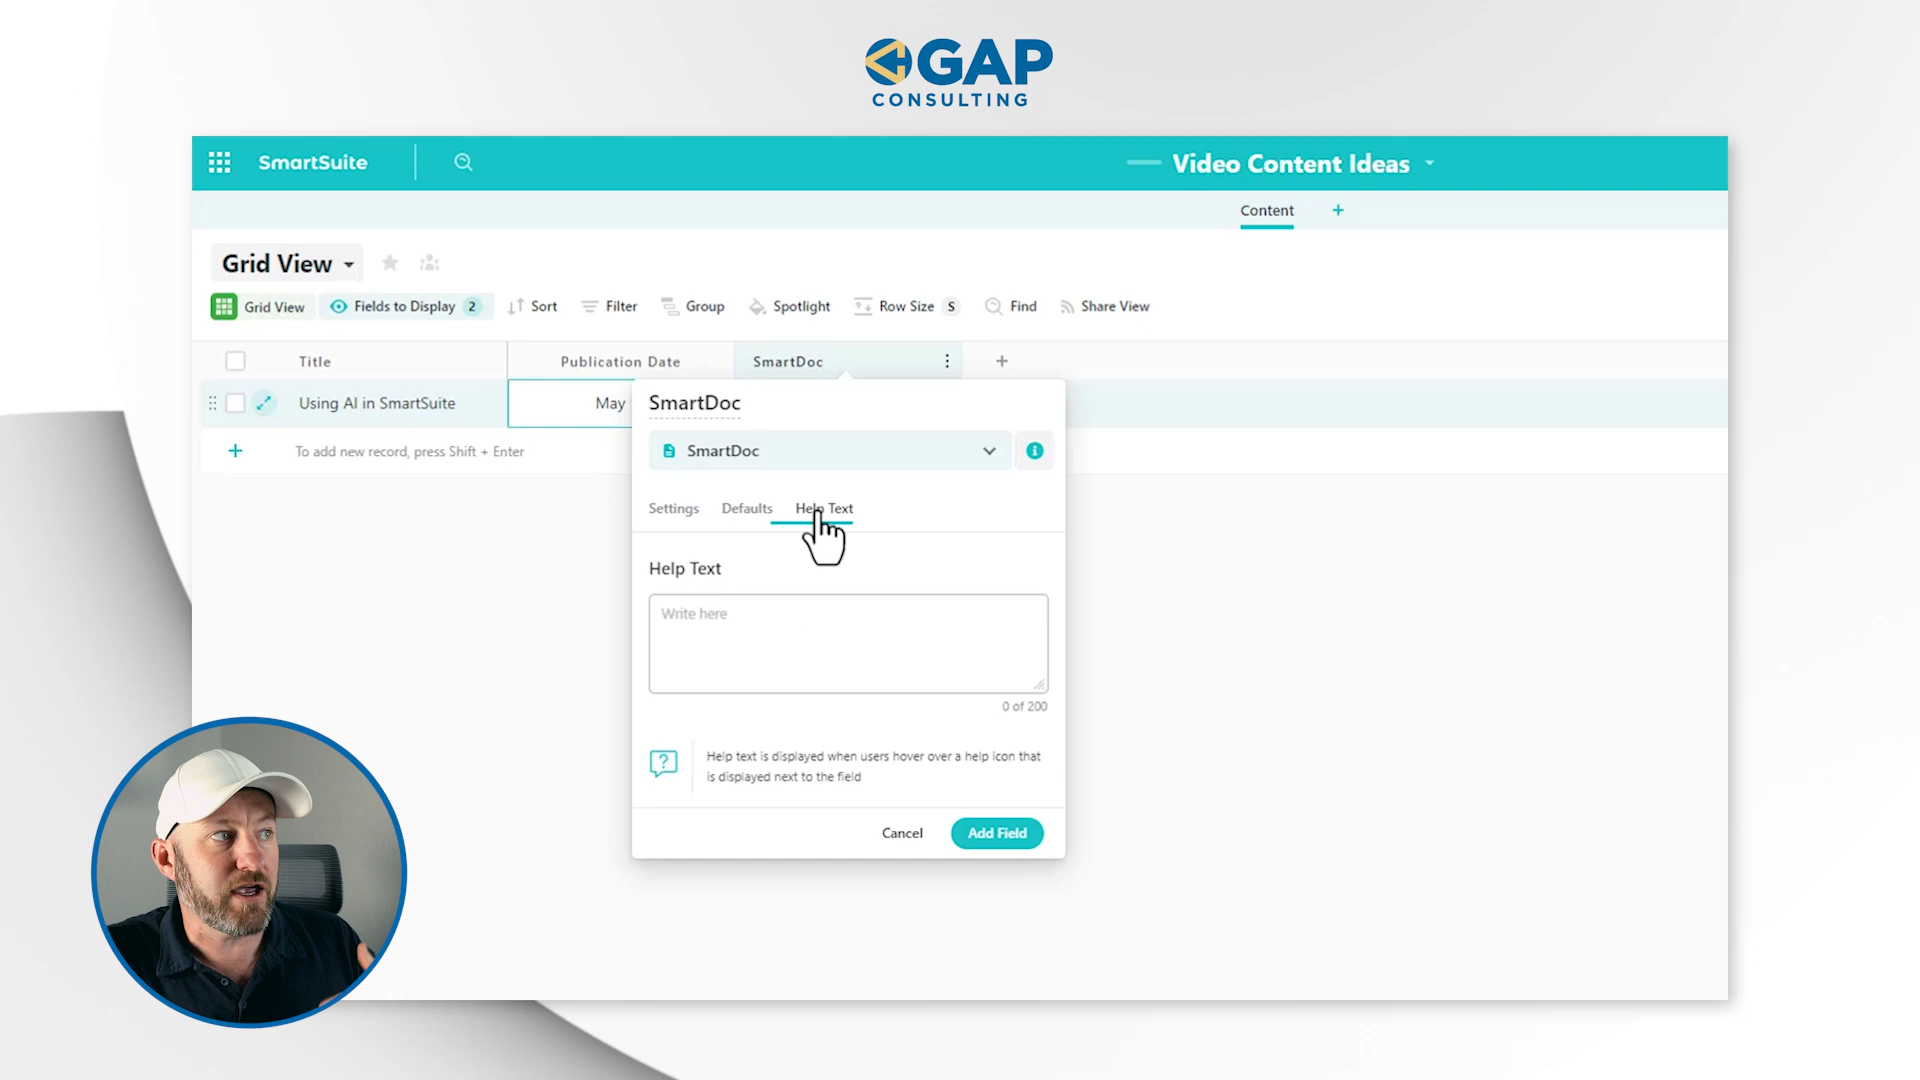 GAP
CONSULTING
SmartSuite
Video Content Ideas
Content +
Grid View
Grid View Fields to Display 2 Sort Filter Group Spotlight Row Size S Find Share View
Title Publication Date SmartDoc +
Using AI in SmartSuite May
+ To add new record, press Shift + Enter
SmartDoc
SmartDoc
Settings Defaults Help Text
Help Text
Write here
0 of 200
Help text is displayed when users hover over a help icon that
is displayed next to the field
Cancel Add Field